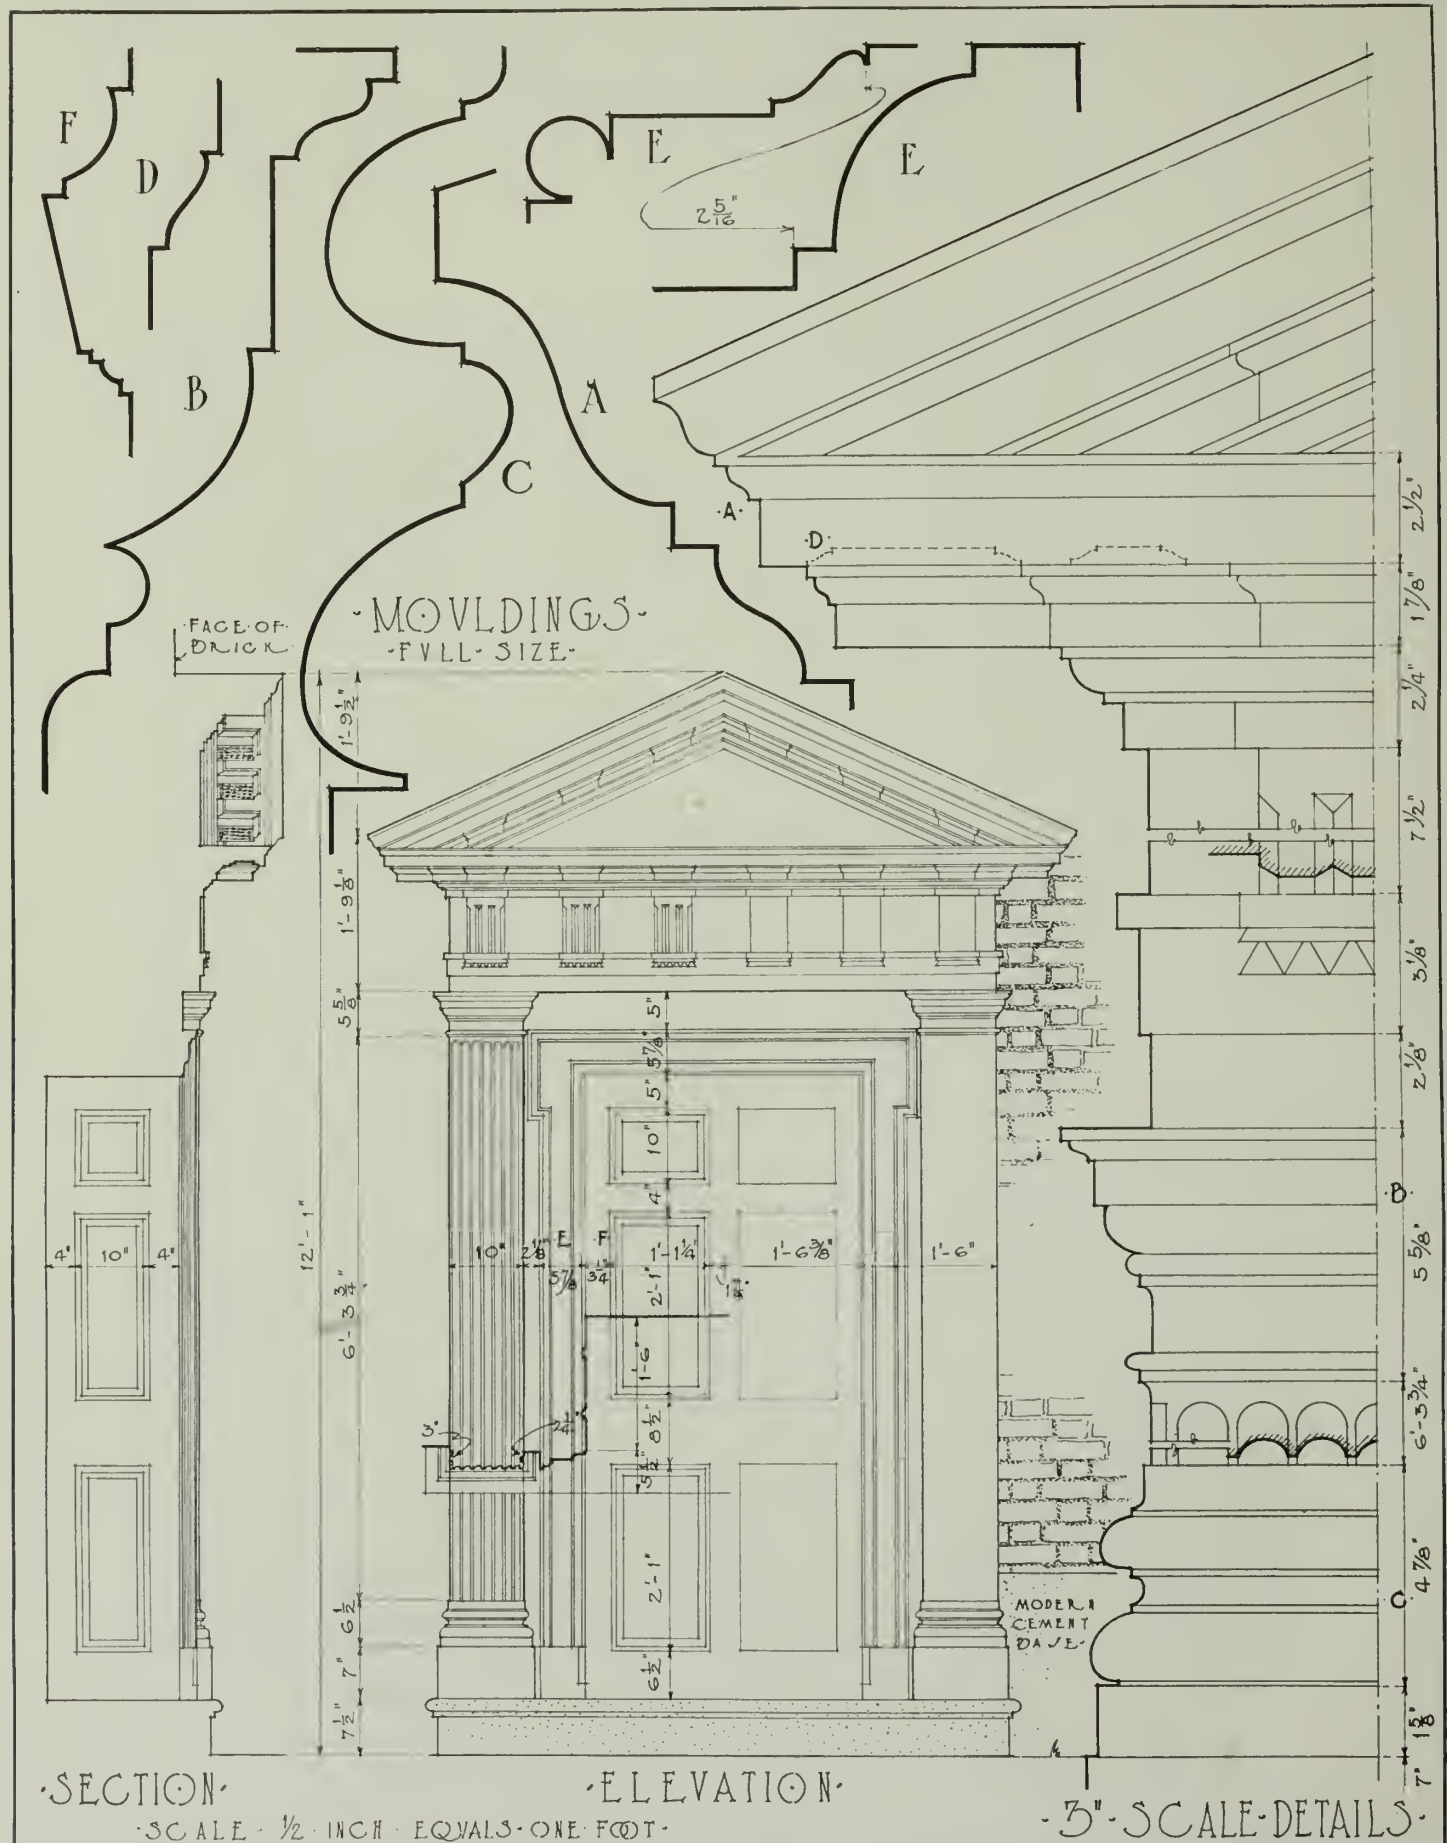 F
D
E
E
2 5/16"
B
A
C
·A·
·D·
2 1/2"
1 7/8"
2 1/4"
7 1/2"
3 1/8"
2 1/8"
·B·
5 5/8"
6'-3 3/4"
4 7/8"
C
1 5/8"
7"
·MOVLDINGS·
·FVLL· SIZE·
·FACE·OF·
BRICK
1'-9 1/2"
1'-9 1/8"
5 5/8"
12'-1"
6'-3 3/4"
6 1/2
7"
7 1/2"
5"
5 7/8"
5"
10"
4"
4"
10"
4"
10"
2 1/8"
E
5 7/8
F
3 1/4"
1'-1 1/4"
2'-1"
1'-6 3/8"
1'-6"
1'-6"
8 1/2"
5 1/2"
3"
2'-1"
6 1/2"
MODERN
CEMENT
BASE·
·SECTION·
·ELEVATION·
·SCALE· 1/2 · INCH · EQVALS·ONE·FOOT·
·3"·SCALE·DETAILS·